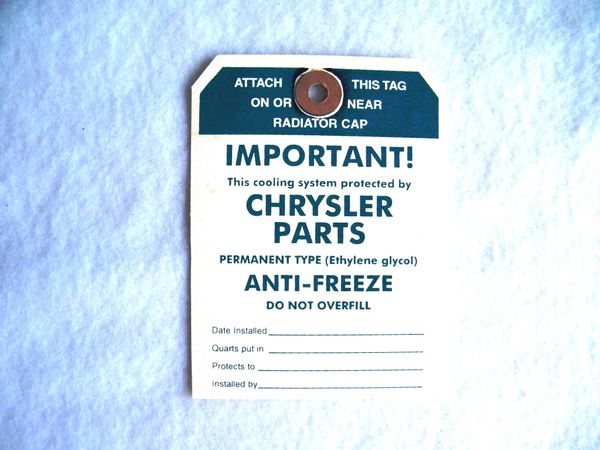 ATTACH THIS TAG
ON OR NEAR
RADIATOR CAP
IMPORTANT!
This cooling system protected by
CHRYSLER
PARTS
PERMANENT TYPE (Ethylene glycol)
ANTI-FREEZE
DO NOT OVERFILL
Date Installed
Quarts put in
Protects to
Installed by